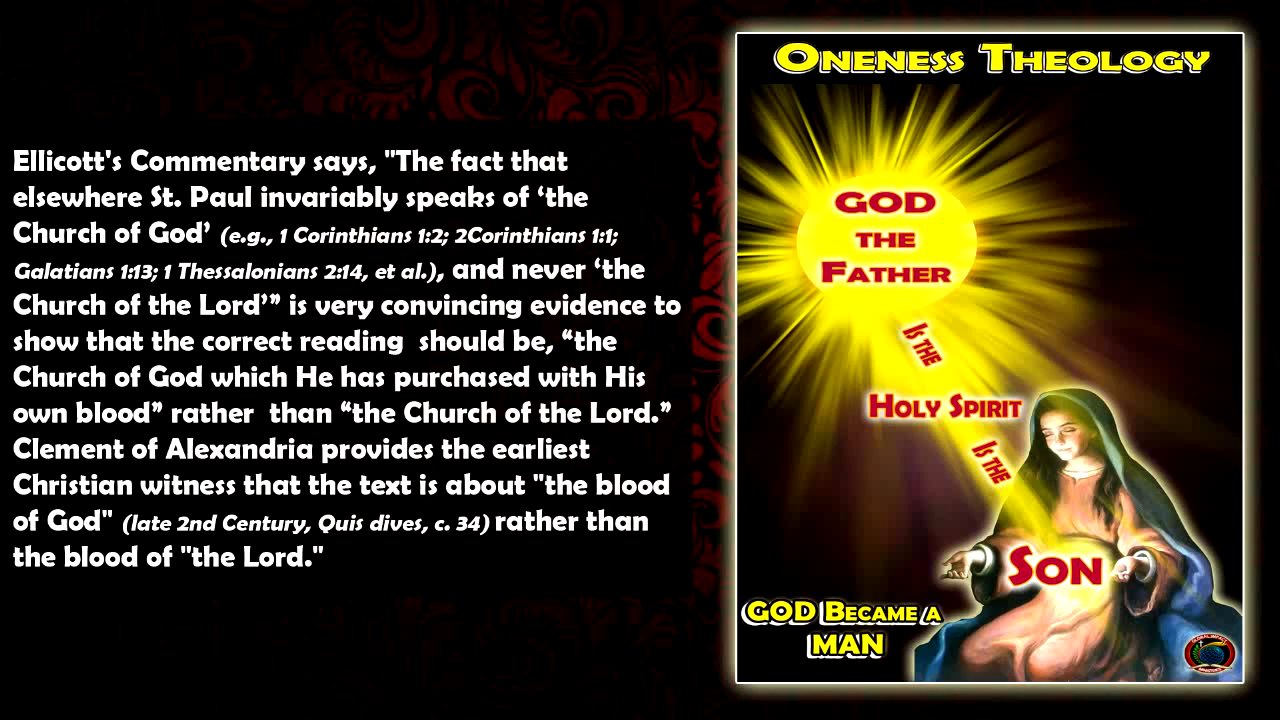 Ellicott's Commentary says, "The fact that
elsewhere St. Paul invariably speaks of ‘the
Church of God’ (e.g., 1 Corinthians 1:2; 2Corinthians 1:1;
Galatians 1:13; 1 Thessalonians 2:14, et al.), and never ‘the
Church of the Lord’” is very convincing evidence to
show that the correct reading  should be, “the
Church of God which He has purchased with His
own blood” rather  than “the Church of the Lord.”
Clement of Alexandria provides the earliest
Christian witness that the text is about "the blood
of God" (late 2nd Century, Quis dives, c. 34) rather than
the blood of "the Lord."
Oneness Theology
GOD
THE
Father
Is the
Holy Spirit
Is the
Son
GOD Became a
MAN